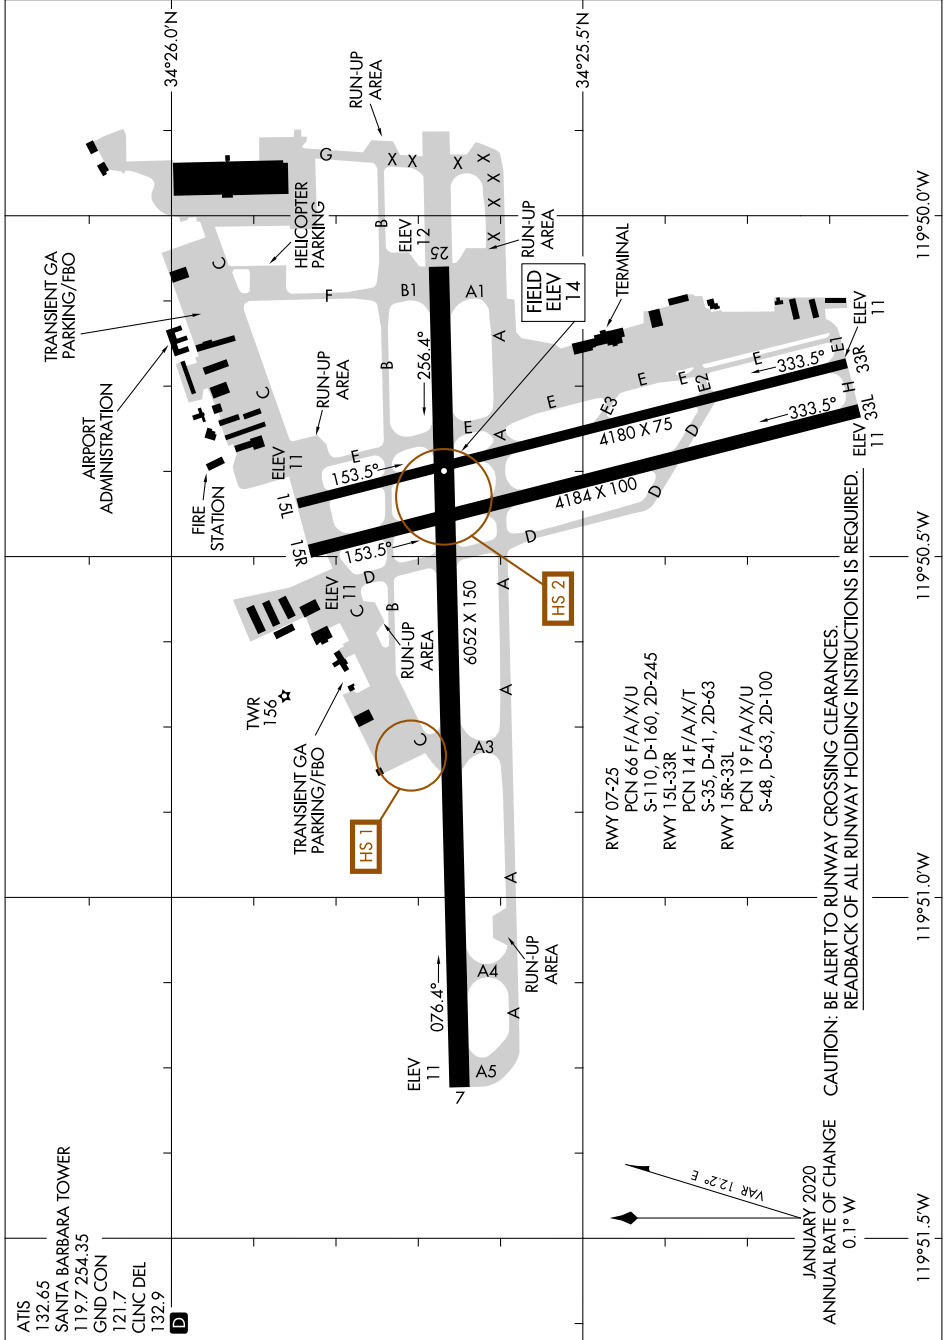 ATIS
132.65
SANTA BARBARA TOWER
119.7 254.35
GND CON
121.7
CLNC DEL
132.9
D
34°26.0'N
34°25.5'N
119°50.0'W
119°50.5'W
119°51.0'W
119°51.5'W
TRANSIENT GA
PARKING/FBO
AIRPORT
ADMINISTRATION
FIRE
STATION
HELICOPTER
PARKING
RUN-UP
AREA
RUN-UP
AREA
RUN-UP
AREA
RUN-UP
AREA
RUN-UP
AREA
TERMINAL
FIELD
ELEV
14
TWR
156
TRANSIENT GA
PARKING/FBO
HS 1
HS 2
ELEV
11
15L
ELEV
11
15R
ELEV
12
25
ELEV
11
7
ELEV
11
33R
ELEV
11
33L
153.5°
153.5°
256.4°
076.4°
333.5°
333.5°
6052 X 150
4180 X 75
4184 X 100
G
X
X
X
X
X
X
X
C
C
C
C
F
B
B
B
B1
A1
A
A
A
A
A
A
A3
A4
A5
D
D
D
D
E
E
E
E
E
E
E1
E2
E3
H
RWY 07-25
PCN 66 F/A/X/U
S-110, D-160, 2D-245
RWY 15L-33R
PCN 14 F/A/X/T
S-35, D-41, 2D-63
RWY 15R-33L
PCN 19 F/A/X/U
S-48, D-63, 2D-100
VAR 12.2° E
JANUARY 2020
ANNUAL RATE OF CHANGE
0.1° W
CAUTION: BE ALERT TO RUNWAY CROSSING CLEARANCES.
READBACK OF ALL RUNWAY HOLDING INSTRUCTIONS IS REQUIRED.